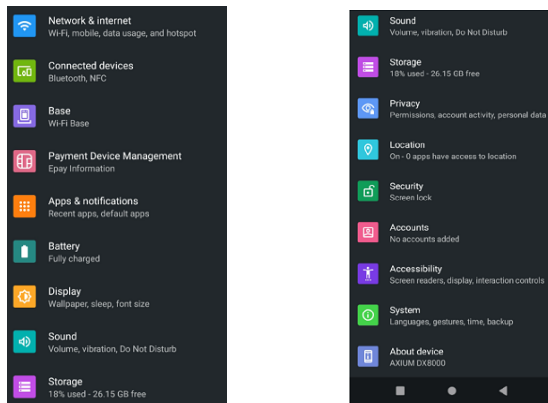 Network & internet
Wi-Fi, mobile, data usage, and hotspot
Connected devices
Bluetooth, NFC
Base
Wi-Fi Base
Payment Device Management
Epay Information
Apps & notifications
Recent apps, default apps
Battery
Fully charged
Display
Wallpaper, sleep, font size
Sound
Volume, vibration, Do Not Disturb
Storage
18% used - 26.15 GB free
Sound
Volume, vibration, Do Not Disturb
Storage
18% used - 26.15 GB free
Privacy
Permissions, account activity, personal data
Location
On - 0 apps have access to location
Security
Screen lock
Accounts
No accounts added
Accessibility
Screen readers, display, interaction controls
System
Languages, gestures, time, backup
About device
AXIUM DX8000